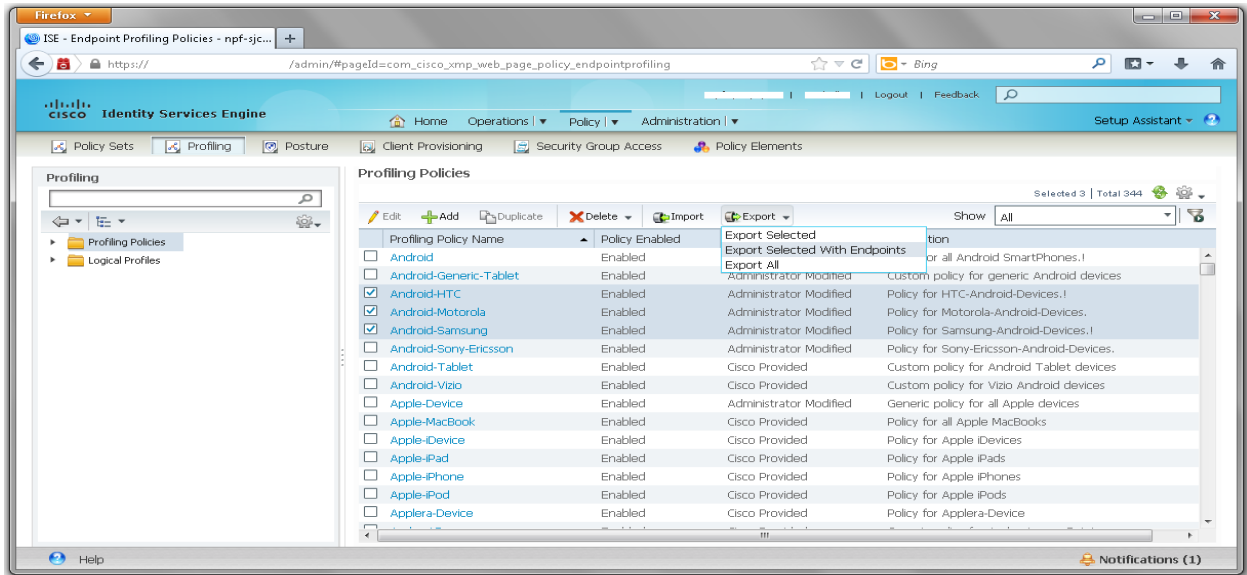 Firefox
ISE - Endpoint Profiling Policies - npf-sjc...
https:// /admin/#pageId=com_cisco_xmp_web_page_policy_endpointprofiling Bing
cisco Identity Services Engine
Logout | Feedback
Home Operations | Policy | Administration | Setup Assistant
Policy Sets Profiling Posture Client Provisioning Security Group Access Policy Elements
Profiling
Profiling Policies
Logical Profiles
Profiling Policies
Selected 3 | Total 344
Edit Add Duplicate Delete Import Export Show All
Export Selected
Export Selected With Endpoints
Export All
Profiling Policy Name Policy Enabled tion
Android Enabled or all Android SmartPhones.!
Android-Generic-Tablet Enabled Administrator Modified Custom policy for generic Android devices
Android-HTC Enabled Administrator Modified Policy for HTC-Android-Devices.!
Android-Motorola Enabled Administrator Modified Policy for Motorola-Android-Devices.
Android-Samsung Enabled Administrator Modified Policy for Samsung-Android-Devices.!
Android-Sony-Ericsson Enabled Administrator Modified Policy for Sony-Ericsson-Android-Devices.
Android-Tablet Enabled Cisco Provided Custom policy for Android Tablet devices
Android-Vizio Enabled Cisco Provided Custom policy for Vizio Android devices
Apple-Device Enabled Administrator Modified Generic policy for all Apple devices
Apple-MacBook Enabled Cisco Provided Policy for all Apple MacBooks
Apple-iDevice Enabled Cisco Provided Policy for Apple iDevices
Apple-iPad Enabled Cisco Provided Policy for Apple iPads
Apple-iPhone Enabled Cisco Provided Policy for Apple iPhones
Apple-iPod Enabled Cisco Provided Policy for Apple iPods
Applera-Device Enabled Cisco Provided Policy for Applera-Device
Help Notifications (1)